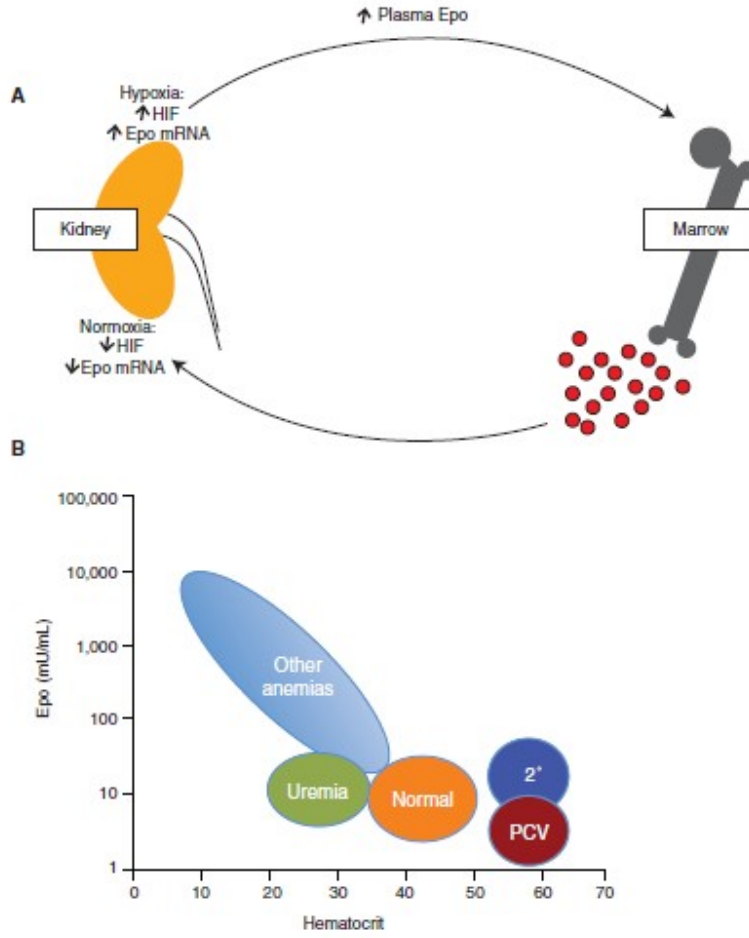 ↑ Plasma Epo
A
Hypoxia:
↑ HIF
↑ Epo mRNA
Kidney
Marrow
Normoxia:
↓ HIF
↓ Epo mRNA
B
100,000
10,000
1,000
100
10
1
Epo (mU/mL)
Other
anemias
Uremia
Normal
2⁺
PCV
0 10 20 30 40 50 60 70
Hematocrit